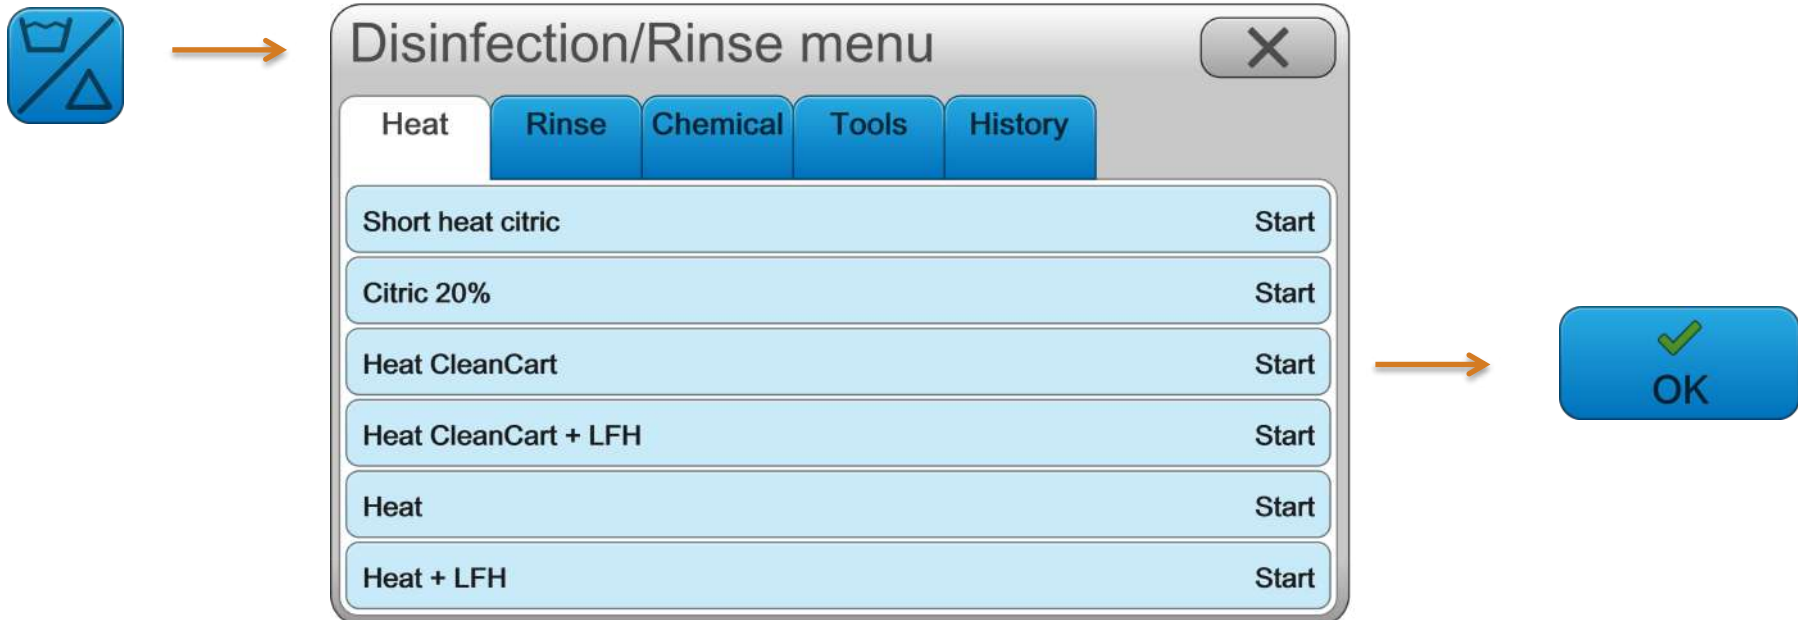 Disinfection/Rinse menu
Heat Rinse Chemical Tools History
Short heat citric Start
Citric 20% Start
Heat CleanCart Start
Heat CleanCart + LFH Start
Heat Start
Heat + LFH Start
OK